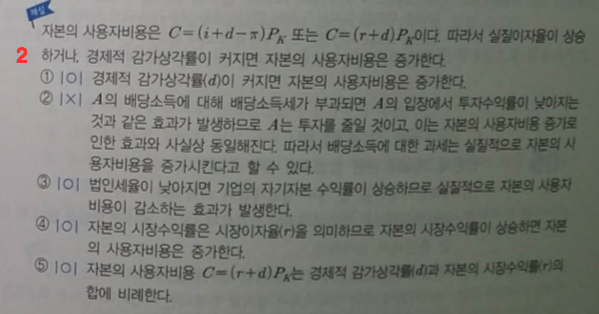 해설
자본의 사용자비용은 C=(i+d-π)P_K 또는 C=(r+d)P_K이다. 따라서 실질이자율이 상승
2 하거나, 경제적 감가상각률이 커지면 자본의 사용자비용은 증가한다.
① |O| 경제적 감가상각률(d)이 커지면 자본의 사용자비용은 증가한다.
② |X| A의 배당소득에 대해 배당소득세가 부과되면 A의 입장에서 투자수익률이 낮아지는
것과 같은 효과가 발생하므로 A는 투자를 줄일 것이고, 이는 자본의 사용자비용 증가로
인한 효과와 사실상 동일해진다. 따라서 배당소득에 대한 과세는 실질적으로 자본의 사
용자비용을 증가시킨다고 할 수 있다.
③ |O| 법인세율이 낮아지면 기업의 자기자본 수익률이 상승하므로 실질적으로 자본의 사용자
비용이 감소하는 효과가 발생한다.
④ |O| 자본의 시장수익률은 시장이자율(r)을 의미하므로 자본의 시장수익률이 상승하면 자본
의 사용자비용은 증가한다.
⑤ |O| 자본의 사용자비용 C=(r+d)P_K는 경제적 감가상각률(d)과 자본의 시장수익률(r)의
합에 비례한다.